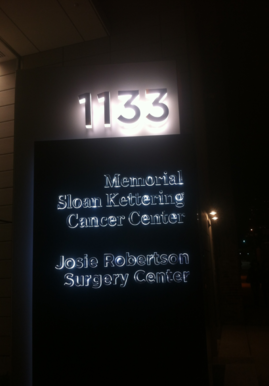 1133
Memorial
Sloan Kettering
Cancer Center
Josie Robertson
Surgery Center